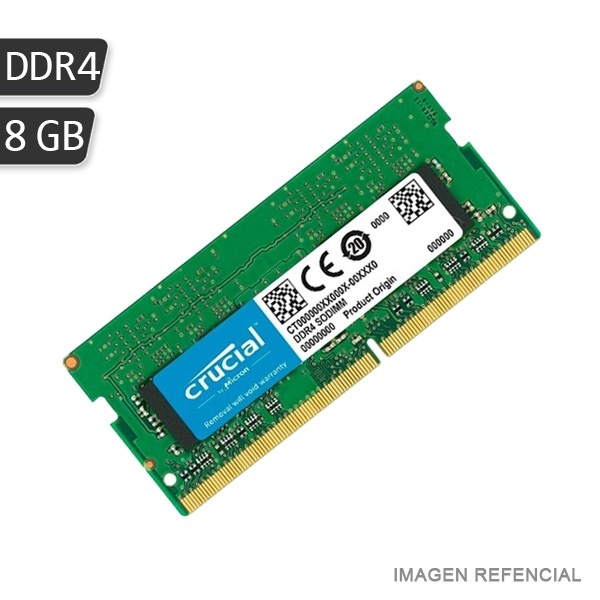 DDR4
8 GB
0000
20
000000
CE
CT000000XX000X-00XXX0
DDR4 SODIMM
00000000 Product Origin
crucial
by Micron
Removal will void warranty
IMAGEN REFENCIAL